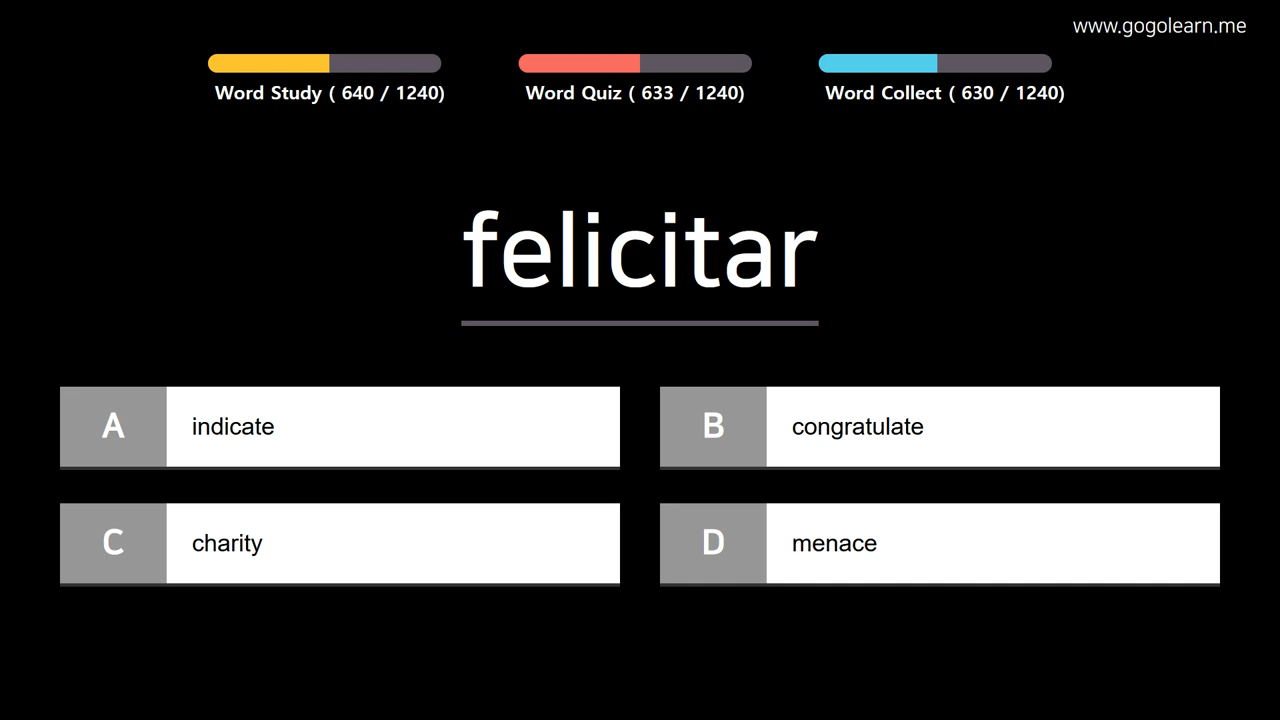 www.gogolearn.me
Word Study ( 640 / 1240)
Word Quiz ( 633 / 1240)
Word Collect ( 630 / 1240)
felicitar
A indicate
B congratulate
C charity
D menace